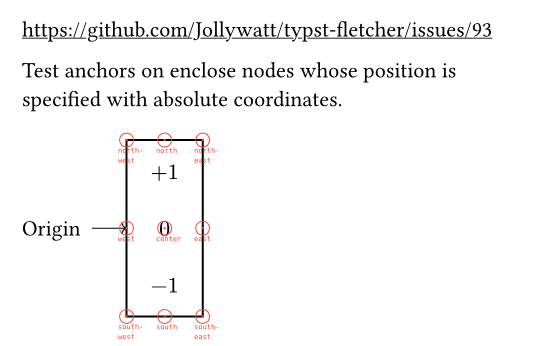 https://github.com/Jollywatt/typst-fletcher/issues/93
Test anchors on enclose nodes whose position is
specified with absolute coordinates.
north-
west
north
north-
east
+1
Origin
0
west
center
east
−1
south-
west
south
south-
east